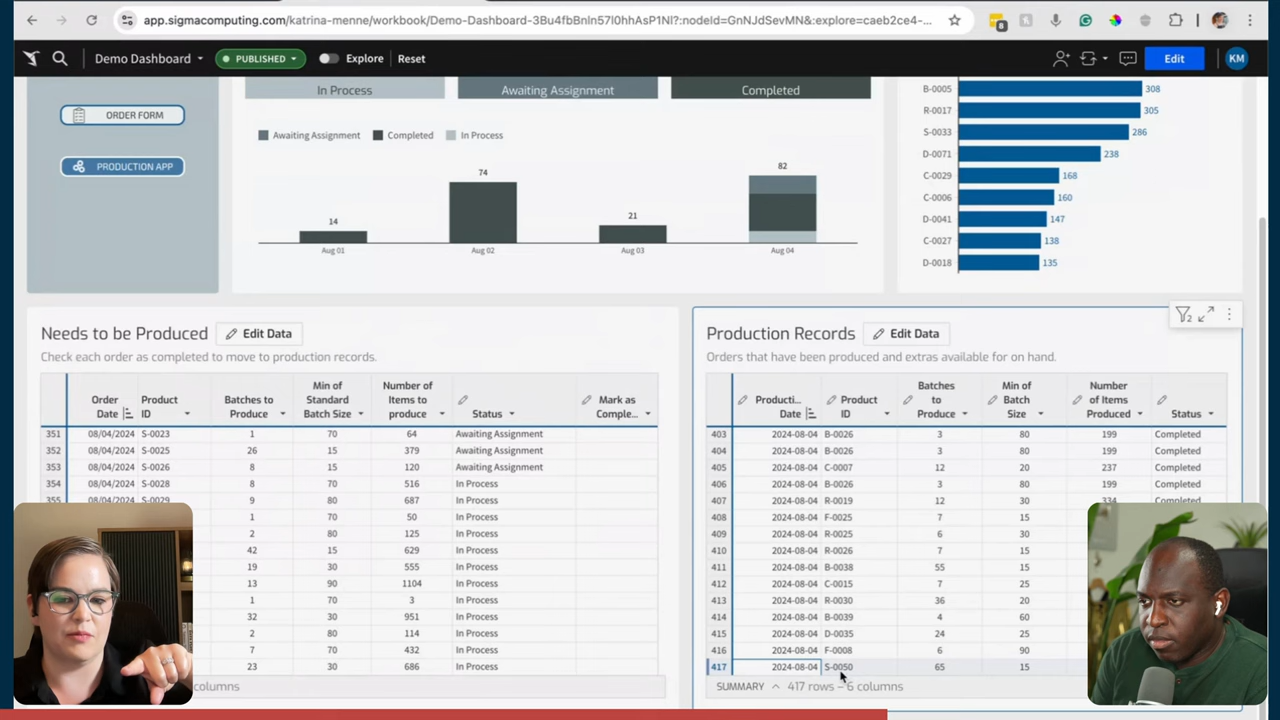 app.sigmacomputing.com/katrina-menne/workbook/Demo-Dashboard-3Bu4fbBnln57l0hhAsP1Nl?:nodeId=GnNJdSevMN&:explore=caeb2ce4-...
8
Demo Dashboard
PUBLISHED
Explore
Reset
Edit
KM
ORDER FORM
PRODUCTION APP
In Process
Awaiting Assignment
Completed
Awaiting Assignment
Completed
In Process
14
74
21
82
Aug 01
Aug 02
Aug 03
Aug 04
B-0005 308
R-0017 305
S-0033 286
D-0071 238
C-0029 168
C-0006 160
D-0041 147
C-0027 138
D-0018 135
Needs to be Produced
Edit Data
Check each order as completed to move to production records.
Order Date Product ID Batches to Produce Min of Standard Batch Size Number of Items to produce Status Mark as Comple...
351 08/04/2024 S-0023 1 70 64 Awaiting Assignment
352 08/04/2024 S-0025 26 15 379 Awaiting Assignment
353 08/04/2024 S-0026 8 15 120 Awaiting Assignment
354 08/04/2024 S-0028 8 70 516 In Process
355 08/04/2024 S-0029 9 80 687 In Process
1 70 50 In Process
2 80 125 In Process
42 15 629 In Process
19 30 555 In Process
13 90 1104 In Process
1 70 3 In Process
32 30 951 In Process
2 80 114 In Process
7 70 432 In Process
23 30 686 In Process
columns
Production Records
Edit Data
2
Orders that have been produced and extras available for on hand.
Producti... Date Product ID Batches to Produce Min of Batch Size Number of Items Produced Status
403 2024-08-04 B-0026 3 80 199 Completed
404 2024-08-04 B-0026 3 80 199 Completed
405 2024-08-04 C-0007 12 20 237 Completed
406 2024-08-04 B-0026 3 80 199 Completed
407 2024-08-04 R-0019 12 30 334 Completed
408 2024-08-04 F-0025 7 15
409 2024-08-04 R-0025 6 30
410 2024-08-04 R-0026 7 15
411 2024-08-04 B-0038 55 15
412 2024-08-04 C-0015 7 25
413 2024-08-04 R-0030 36 20
414 2024-08-04 B-0039 4 60
415 2024-08-04 D-0035 24 25
416 2024-08-04 F-0008 6 90
417 2024-08-04 S-0050 65 15
SUMMARY 417 rows – 6 columns